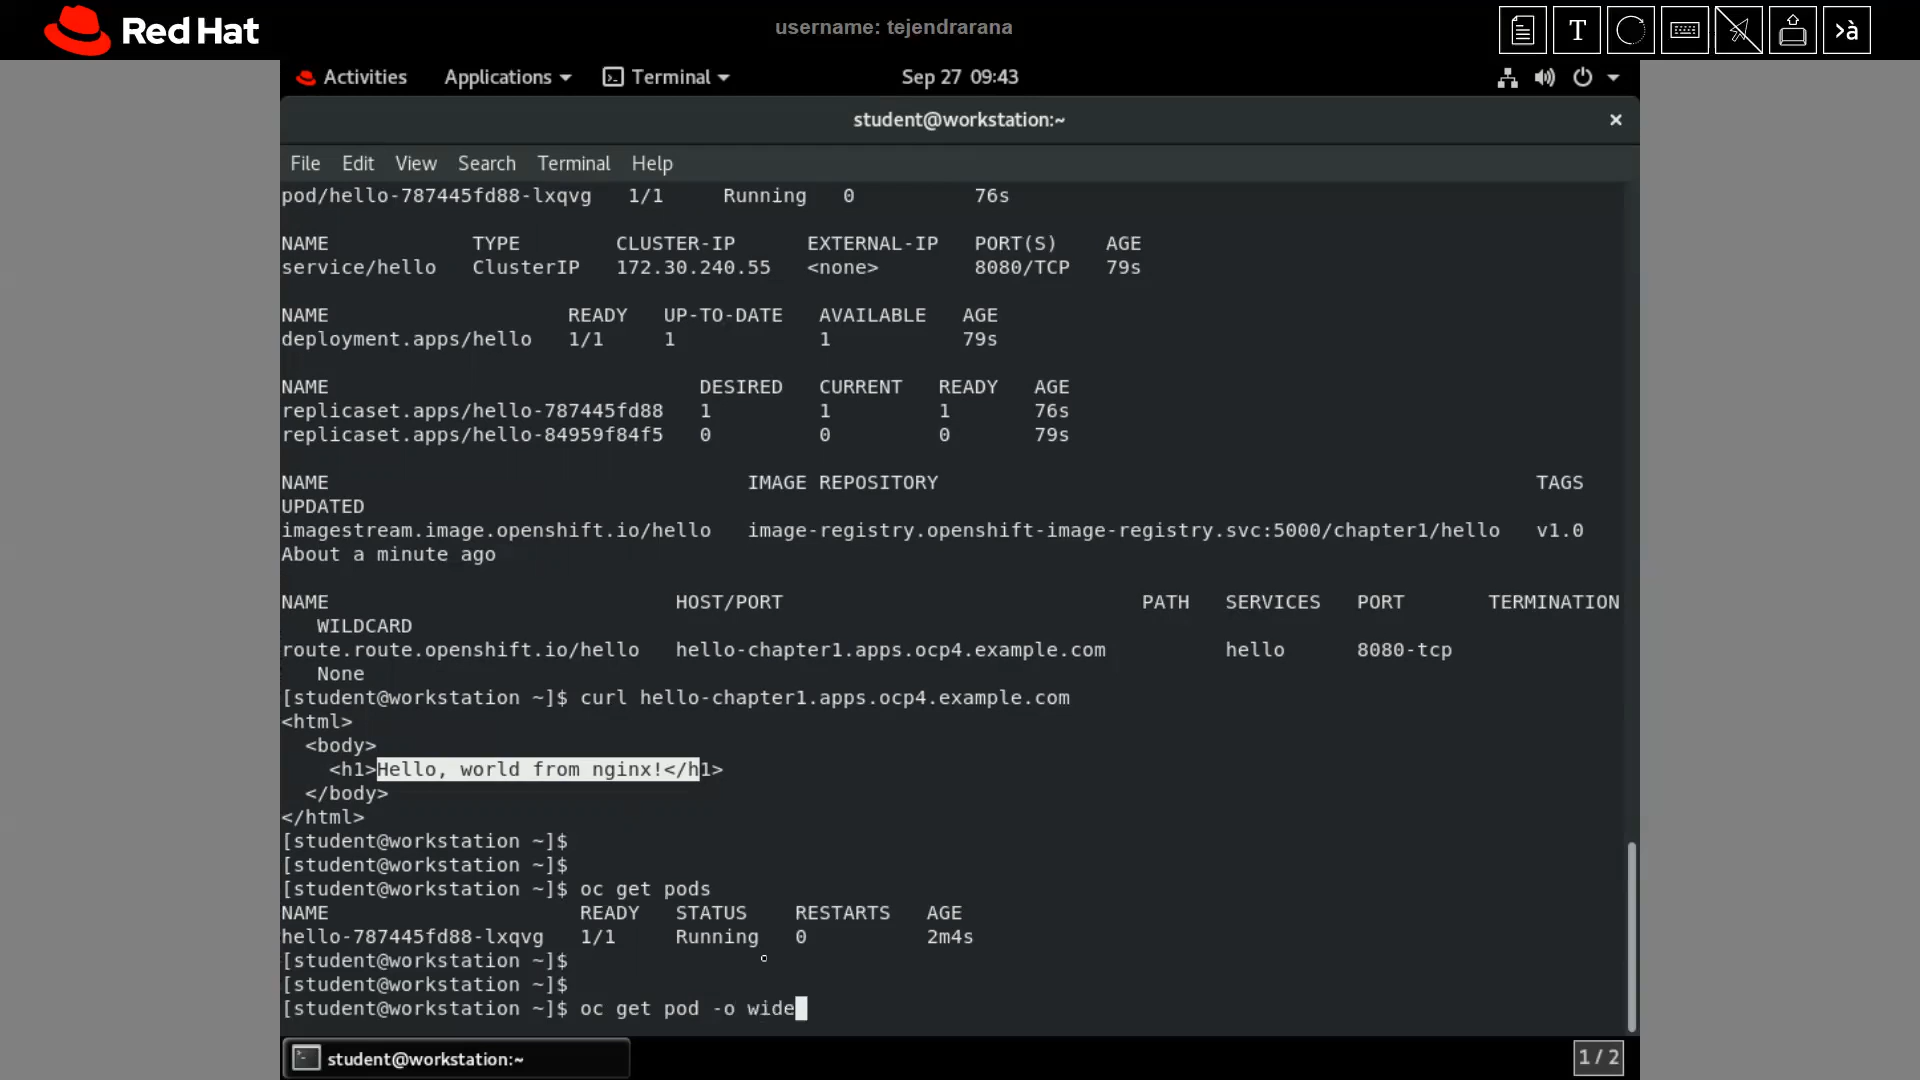 Red Hat
username: tejendrarana
T
>à
Activities Applications Terminal Sep 27 09:43
student@workstation:~ ×
File Edit View Search Terminal Help
pod/hello-787445fd88-lxqvg 1/1 Running 0 76s
NAME TYPE CLUSTER-IP EXTERNAL-IP PORT(S) AGE
service/hello ClusterIP 172.30.240.55 <none> 8080/TCP 79s
NAME READY UP-TO-DATE AVAILABLE AGE
deployment.apps/hello 1/1 1 1 79s
NAME DESIRED CURRENT READY AGE
replicaset.apps/hello-787445fd88 1 1 1 76s
replicaset.apps/hello-84959f84f5 0 0 0 79s
NAME IMAGE REPOSITORY TAGS
UPDATED
imagestream.image.openshift.io/hello image-registry.openshift-image-registry.svc:5000/chapter1/hello v1.0
About a minute ago
NAME HOST/PORT PATH SERVICES PORT TERMINATION
WILDCARD
route.route.openshift.io/hello hello-chapter1.apps.ocp4.example.com hello 8080-tcp
None
[student@workstation ~]$ curl hello-chapter1.apps.ocp4.example.com
<html>
<body>
<h1>Hello, world from nginx!</h1>
</body>
</html>
[student@workstation ~]$
[student@workstation ~]$
[student@workstation ~]$ oc get pods
NAME READY STATUS RESTARTS AGE
hello-787445fd88-lxqvg 1/1 Running 0 2m4s
[student@workstation ~]$
[student@workstation ~]$
[student@workstation ~]$ oc get pod -o wide
student@workstation:~ 1 / 2